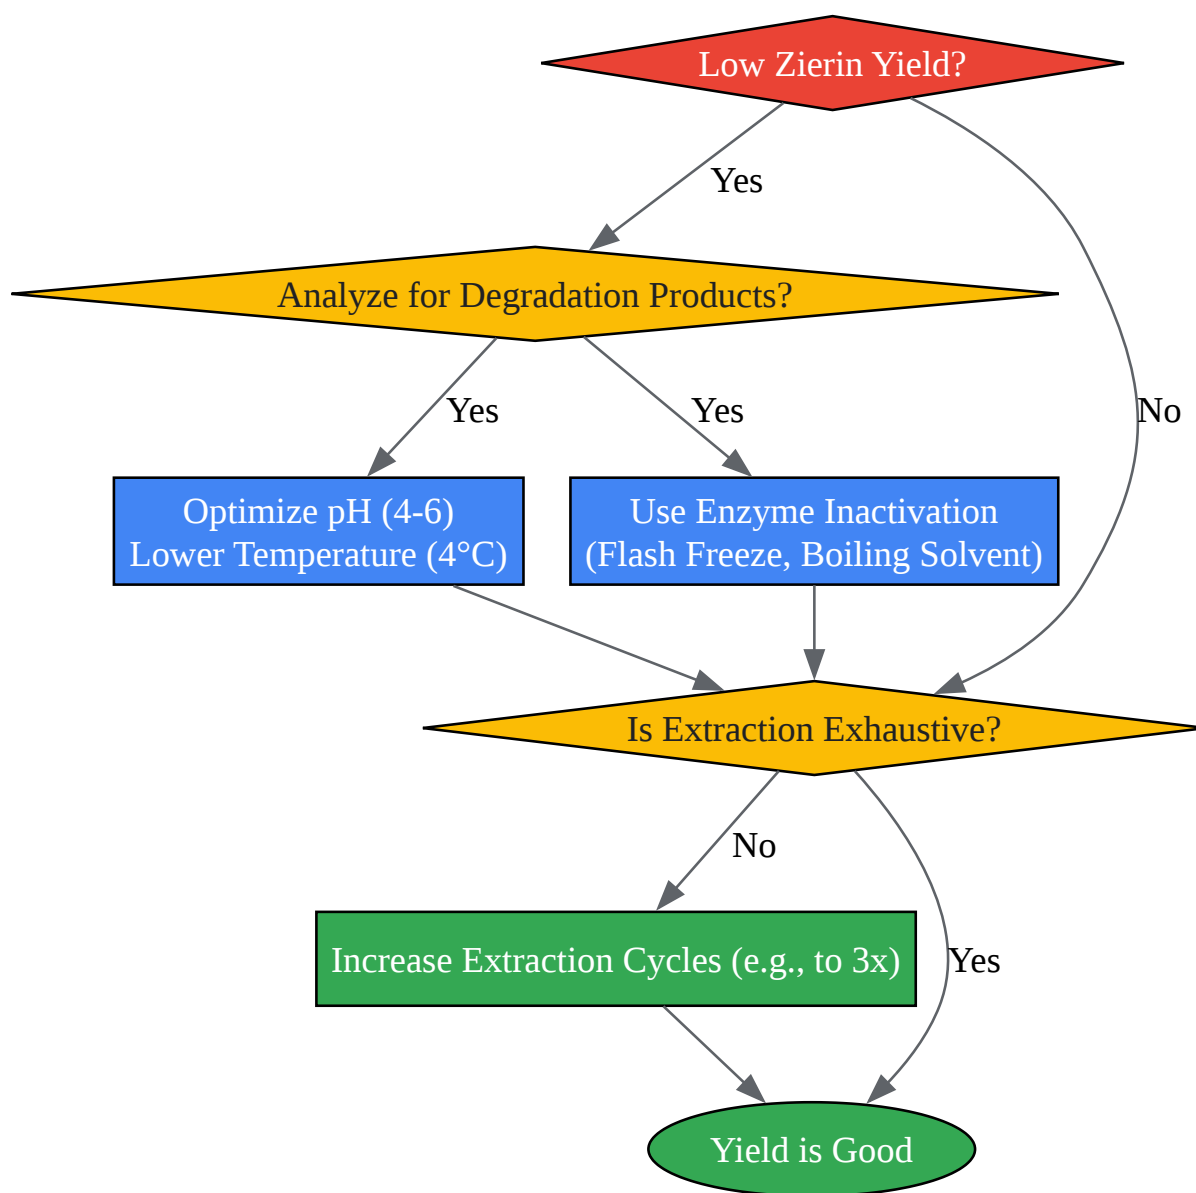 Low Zierin Yield?
Yes
Analyze for Degradation Products?
Yes
Yes
No
Optimize pH (4-6)
Lower Temperature (4°C)
Use Enzyme Inactivation
(Flash Freeze, Boiling Solvent)
Is Extraction Exhaustive?
No
Increase Extraction Cycles (e.g., to 3x)
Yes
Yield is Good